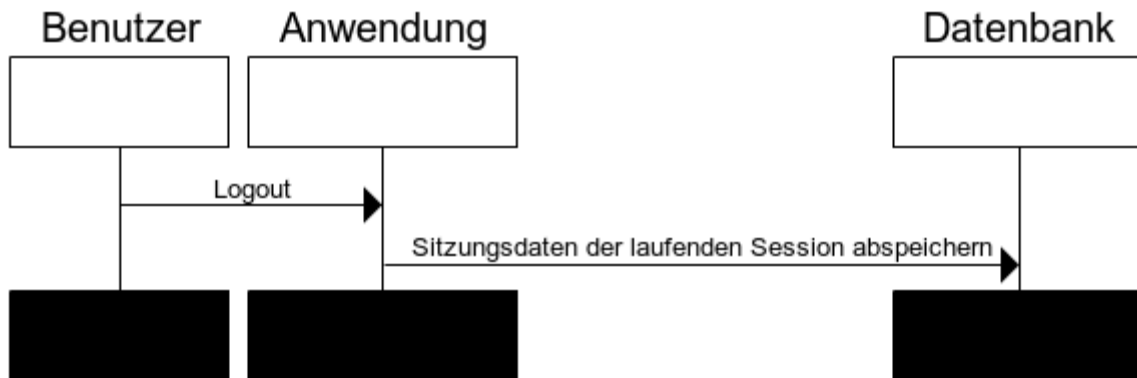 Benutzer
Anwendung
Datenbank
Logout
Sitzungsdaten der laufenden Session abspeichern